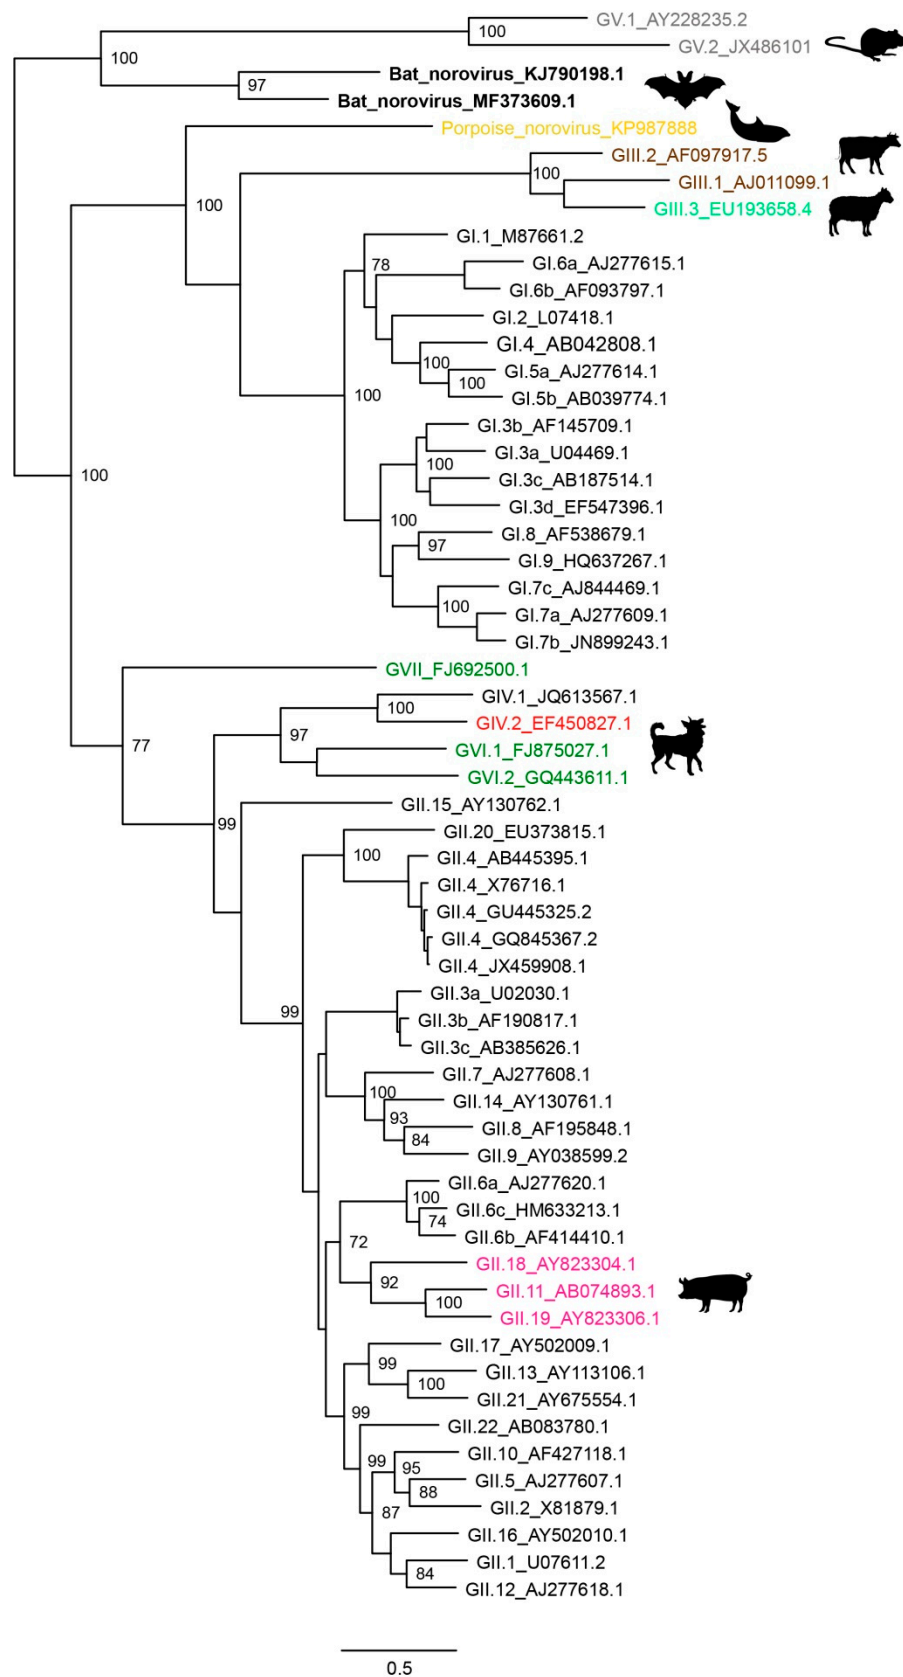 GV.1_AY228235.2
100
GV.2_JX486101
100
Bat_norovirus_KJ790198.1
97
Bat_norovirus_MF373609.1
Porpoise_norovirus_KP987888
GIII.2_AF097917.5
100
GIII.1_AJ011099.1
100
GIII.3_EU193658.4
GI.1_M87661.2
78
GI.6a_AJ277615.1
GI.6b_AF093797.1
GI.2_L07418.1
GI.4_AB042808.1
100
GI.5a_AJ277614.1
100
100
GI.5b_AB039774.1
GI.3b_AF145709.1
GI.3a_U04469.1
100
100
GI.3c_AB187514.1
GI.3d_EF547396.1
100
GI.8_AF538679.1
97
GI.9_HQ637267.1
GI.7c_AJ844469.1
100
GI.7a_AJ277609.1
GI.7b_JN899243.1
GVII_FJ692500.1
GIV.1_JQ613567.1
100
GIV.2_EF450827.1
97
77
GVI.1_FJ875027.1
GVI.2_GQ443611.1
GII.15_AY130762.1
99
GII.20_EU373815.1
100
GII.4_AB445395.1
GII.4_X76716.1
GII.4_GU445325.2
GII.4_GQ845367.2
GII.4_JX459908.1
GII.3a_U02030.1
99
GII.3b_AF190817.1
GII.3c_AB385626.1
GII.7_AJ277608.1
100
GII.14_AY130761.1
93
GII.8_AF195848.1
84
GII.9_AY038599.2
GII.6a_AJ277620.1
100
GII.6c_HM633213.1
74
GII.6b_AF414410.1
72
GII.18_AY823304.1
92
GII.11_AB074893.1
100
GII.19_AY823306.1
GII.17_AY502009.1
99
GII.13_AY113106.1
100
GII.21_AY675554.1
99
GII.22_AB083780.1
GII.10_AF427118.1
99
95
GII.5_AJ277607.1
88
GII.2_X81879.1
87
GII.16_AY502010.1
GII.1_U07611.2
84
GII.12_AJ277618.1
0.5